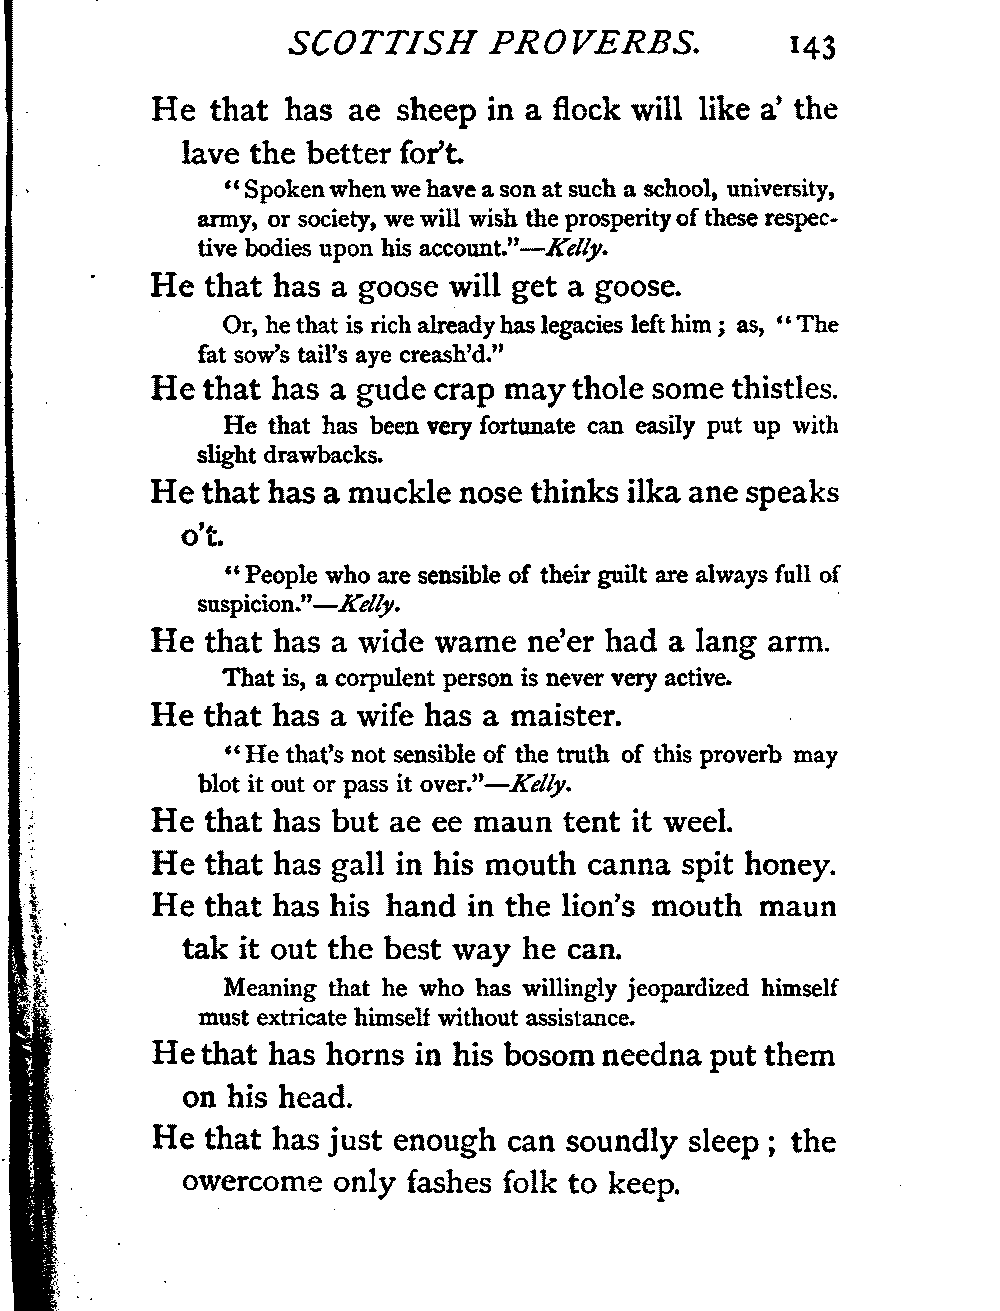 SCOTTISH PROVERBS. 143
He that has ae sheep in a flock will like a' the
lave the better for't.
"Spoken when we have a son at such a school, university,
army, or society, we will wish the prosperity of these respec-
tive bodies upon his account."—Kelly.
He that has a goose will get a goose.
Or, he that is rich already has legacies left him ; as, "The
fat sow's tail's aye creash'd."
He that has a gude crap may thole some thistles.
He that has been very fortunate can easily put up with
slight drawbacks.
He that has a muckle nose thinks ilka ane speaks
o't.
"People who are sensible of their guilt are always full of
suspicion."—Kelly.
He that has a wide wame ne'er had a lang arm.
That is, a corpulent person is never very active.
He that has a wife has a maister.
"He that's not sensible of the truth of this proverb may
blot it out or pass it over."—Kelly.
He that has but ae ee maun tent it weel.
He that has gall in his mouth canna spit honey.
He that has his hand in the lion's mouth maun
tak it out the best way he can.
Meaning that he who has willingly jeopardized himself
must extricate himself without assistance.
He that has horns in his bosom needna put them
on his head.
He that has just enough can soundly sleep ; the
owercome only fashes folk to keep.